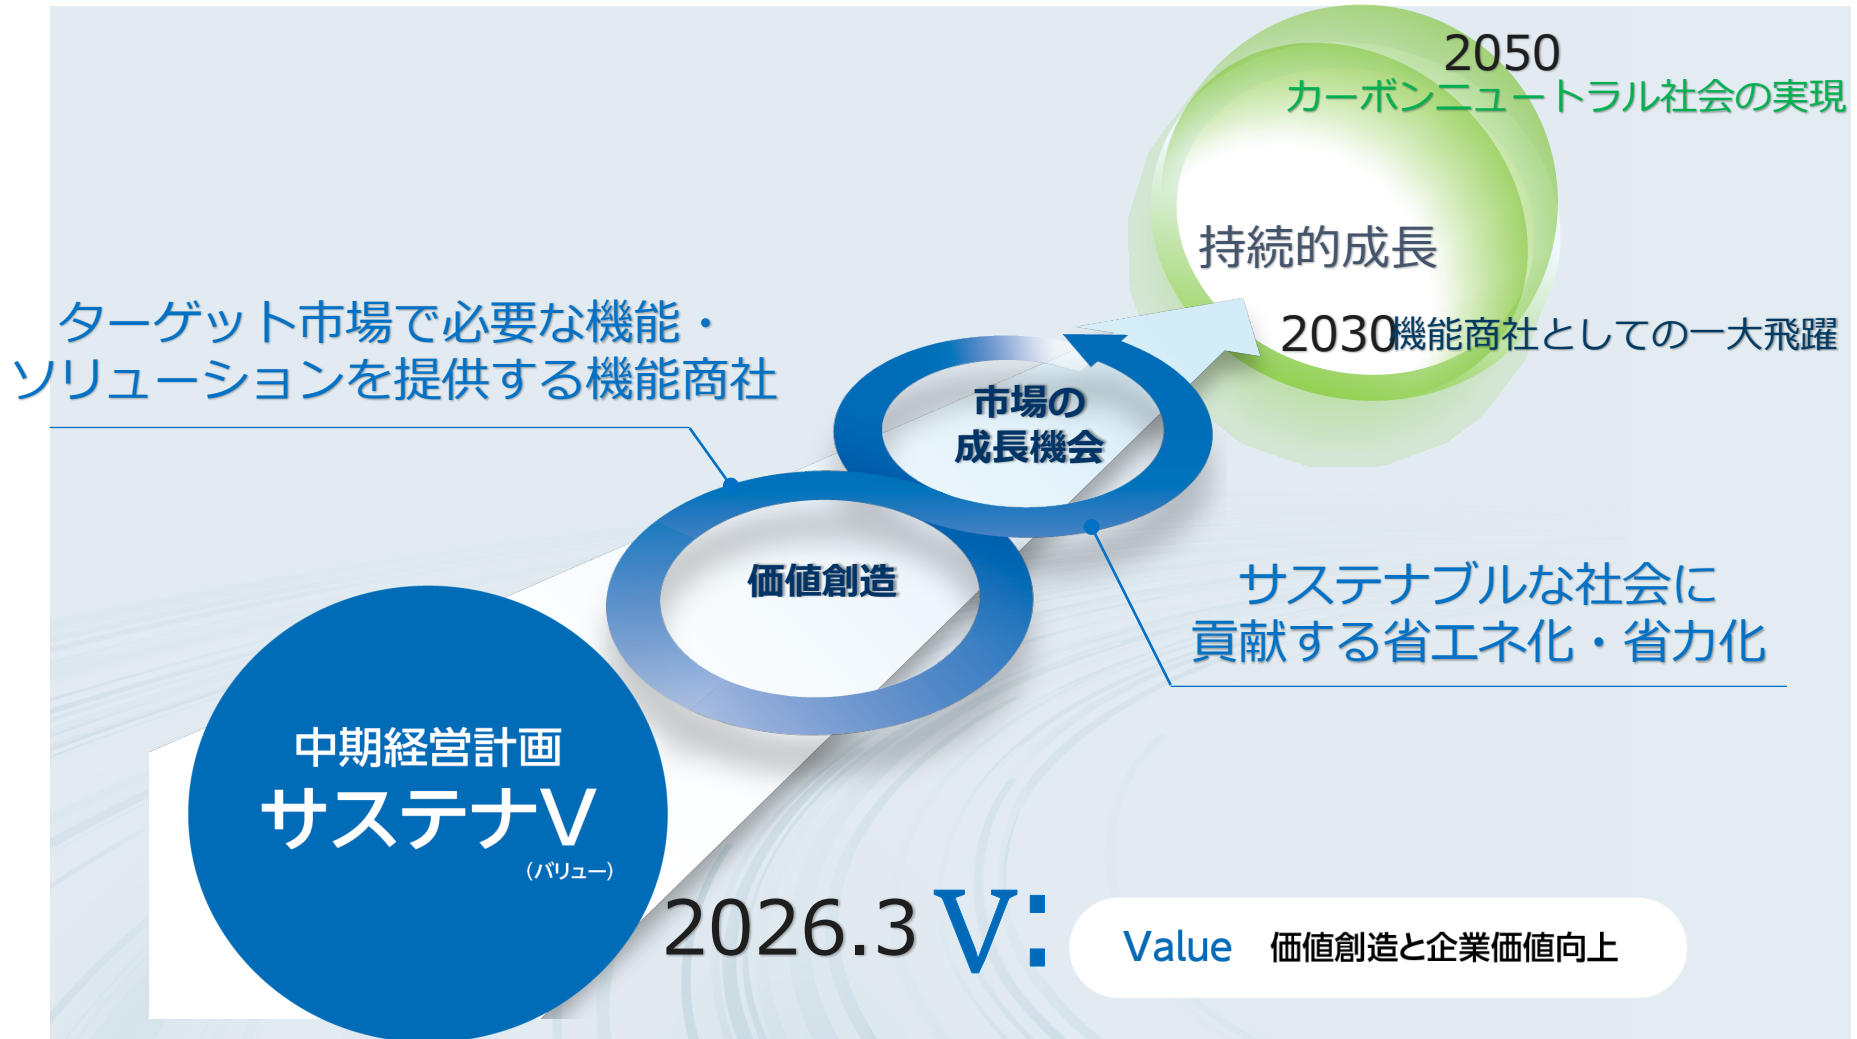 2050
カーボンニュートラル社会の実現
持続的成長
2030機能商社としての一大飛躍
ターゲット市場で必要な機能・
ソリューションを提供する機能商社
市場の
成長機会
価値創造
サステナブルな社会に
貢献する省エネ化・省力化
中期経営計画
サステナV
（バリュー）
2026.3 V:
Value 価値創造と企業価値向上